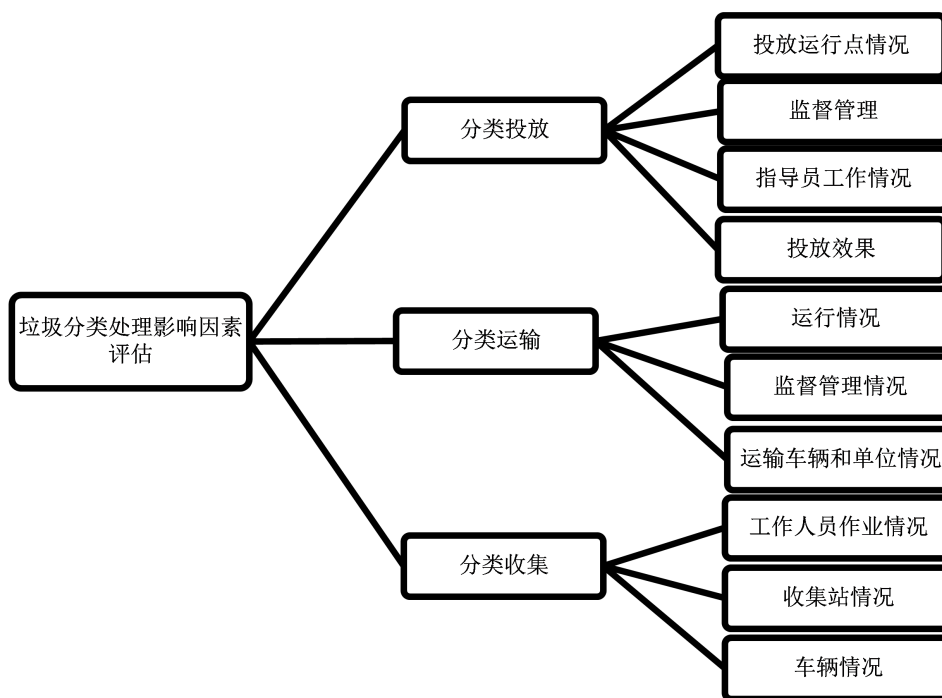 垃圾分类处理影响因素
评估
分类投放
投放运行点情况
监督管理
指导员工作情况
投放效果
分类运输
运行情况
监督管理情况
运输车辆和单位情况
分类收集
工作人员作业情况
收集站情况
车辆情况